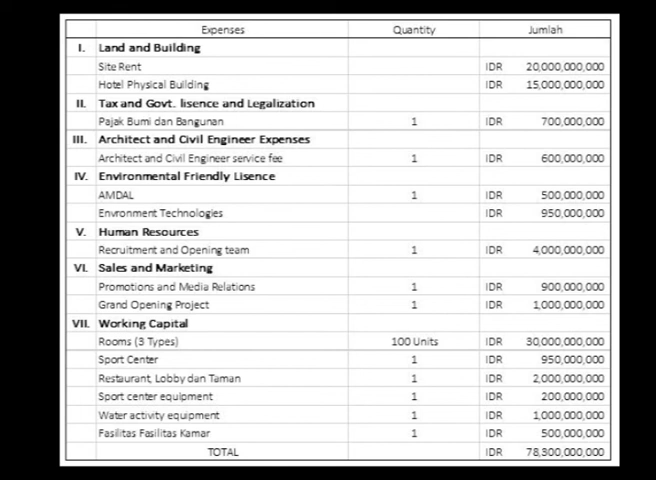 Expenses Quantity Jumlah
I. Land and Building
Site Rent IDR 20,000,000,000
Hotel Physical Building IDR 15,000,000,000
II. Tax and Govt. lisence and Legalization
Pajak Bumi dan Bangunan 1 IDR 700,000,000
III. Architect and Civil Engineer Expenses
Architect and Civil Engineer service fee 1 IDR 600,000,000
IV. Environmental Friendly Lisence
AMDAL 1 IDR 500,000,000
Envronment Technologies IDR 950,000,000
V. Human Resources
Recruitment and Opening team 1 IDR 4,000,000,000
VI. Sales and Marketing
Promotions and Media Relations 1 IDR 900,000,000
Grand Opening Project 1 IDR 1,000,000,000
VII. Working Capital
Rooms (3 Types) 100 Units IDR 30,000,000,000
Sport Center 1 IDR 950,000,000
Restaurant, Lobby dan Taman 1 IDR 2,000,000,000
Sport center equipment 1 IDR 200,000,000
Water activity equipment 1 IDR 1,000,000,000
Fasilitas Fasilitas Kamar 1 IDR 500,000,000
TOTAL IDR 78,300,000,000